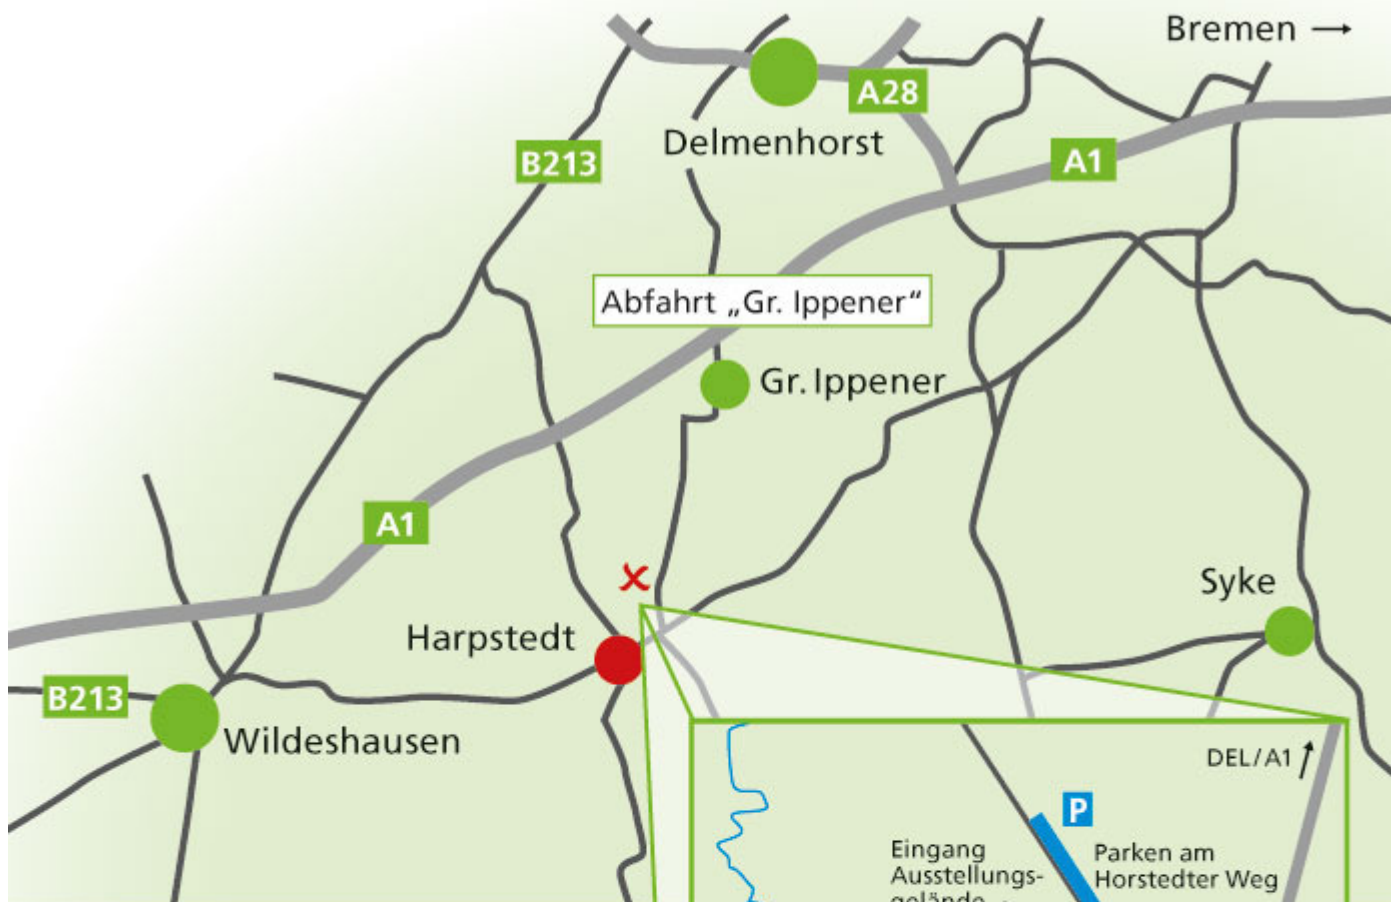 Bremen →
A28
Delmenhorst
B213
A1
Abfahrt „Gr. Ippener“
Gr. Ippener
A1
Syke
Harpstedt
B213
Wildeshausen
DEL/A1
P
Eingang
Ausstellungs-
gelände
Parken am
Horstedter Weg